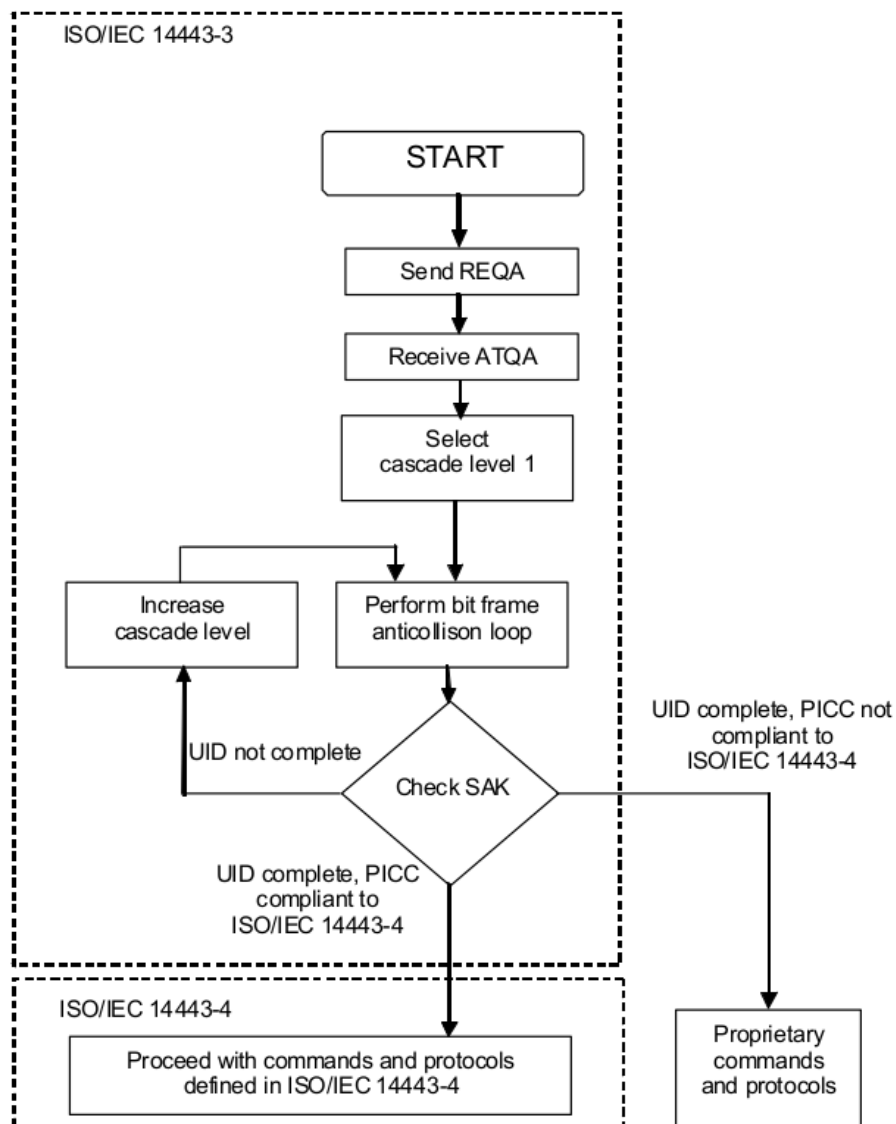 ISO/IEC 14443-3
START
Send REQA
Receive ATQA
Select
cascade level 1
Increase
cascade level
Perform bit frame
anticollison loop
UID not complete
Check SAK
UID complete, PICC not
compliant to
ISO/IEC 14443-4
UID complete, PICC
compliant to
ISO/IEC 14443-4
ISO/IEC 14443-4
Proceed with commands and protocols
defined in ISO/IEC 14443-4
Proprietary
commands
and protocols